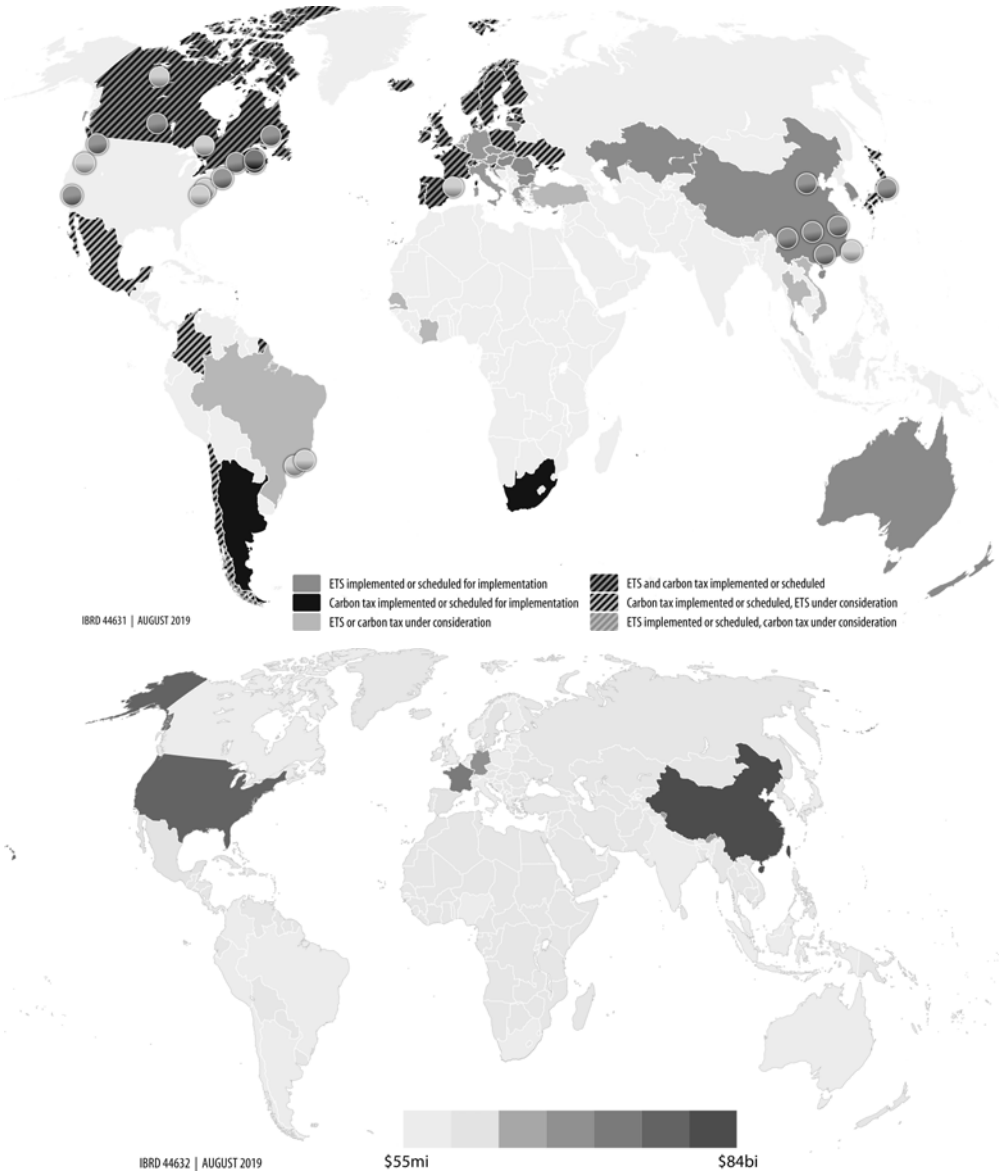 ETS implemented or scheduled for implementation
Carbon tax implemented or scheduled for implementation
ETS or carbon tax under consideration
ETS and carbon tax implemented or scheduled
Carbon tax implemented or scheduled, ETS under consideration
ETS implemented or scheduled, carbon tax under consideration
IBRD 44631 | AUGUST 2019
$55mi
$84bi
IBRD 44632 | AUGUST 2019